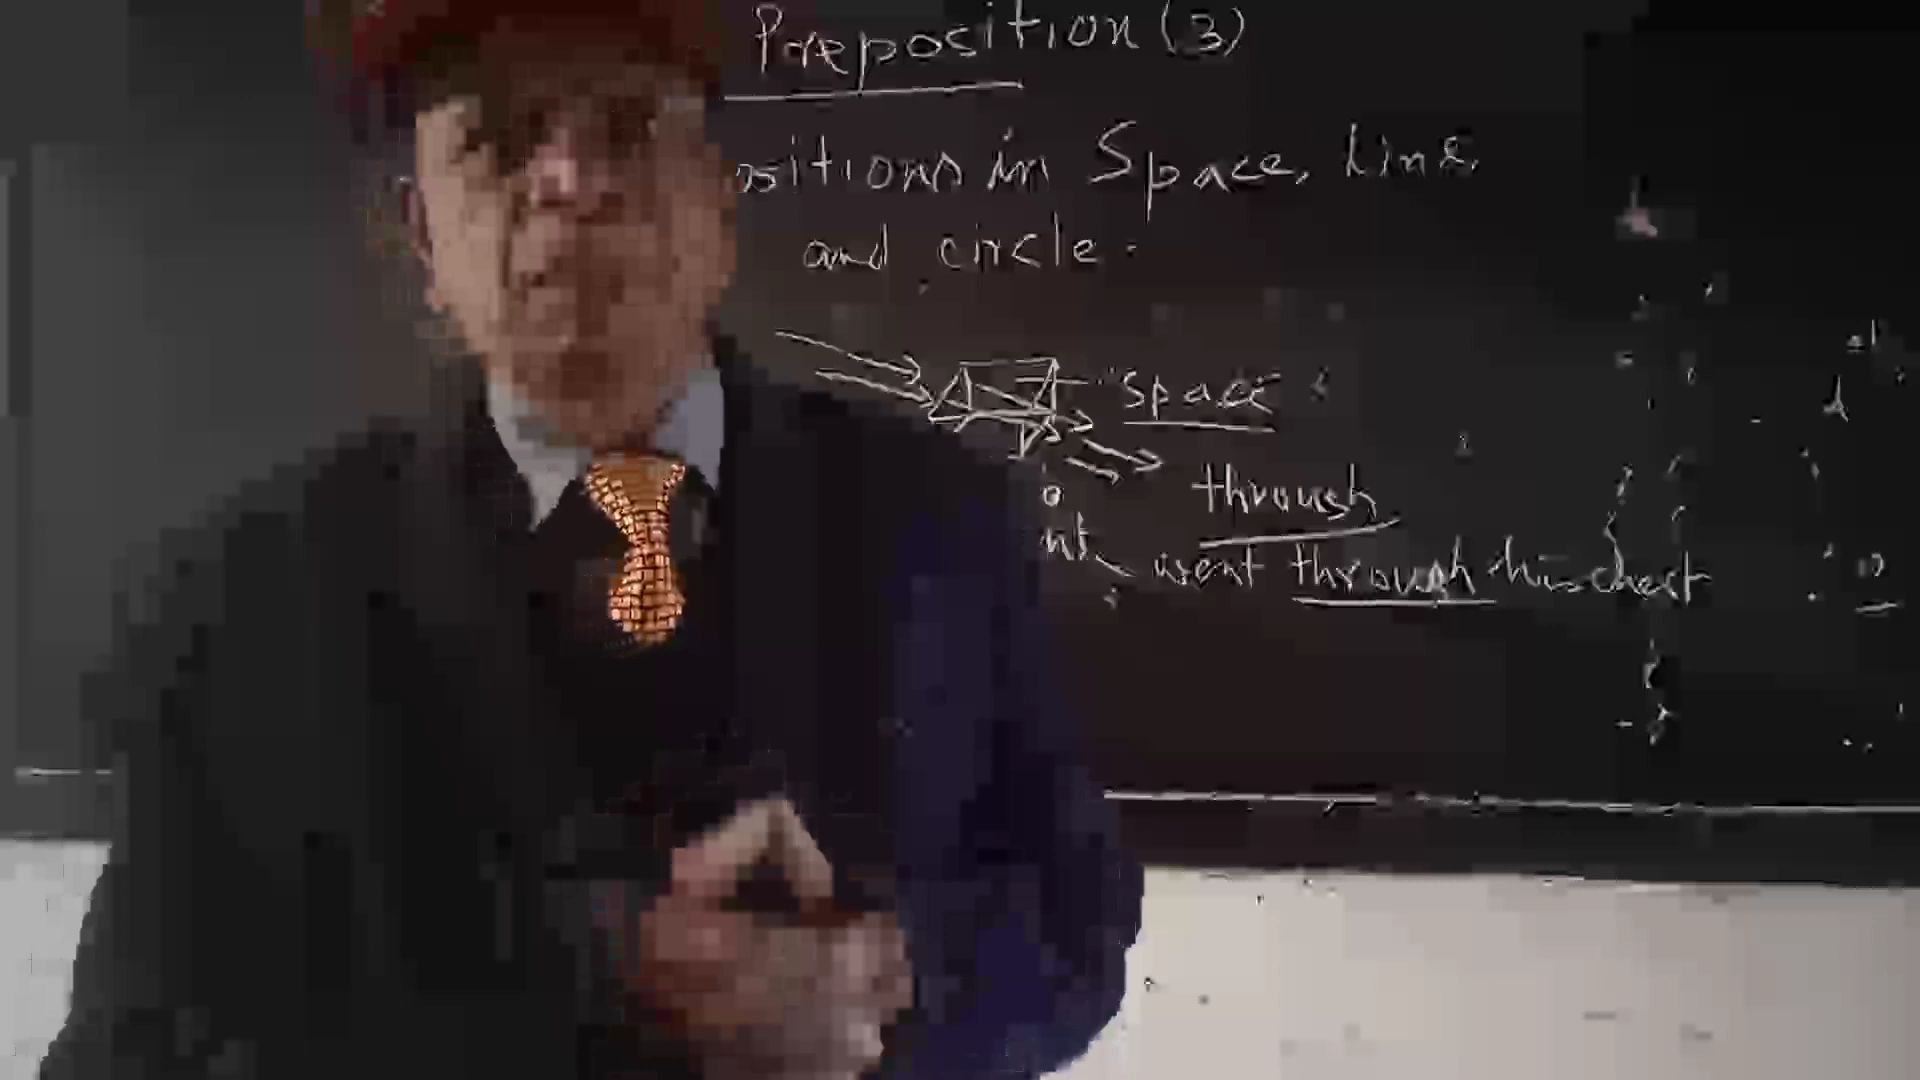 Preposition (3)
ositions in Space, Line,
and circle.
Space:
through
went through his chest